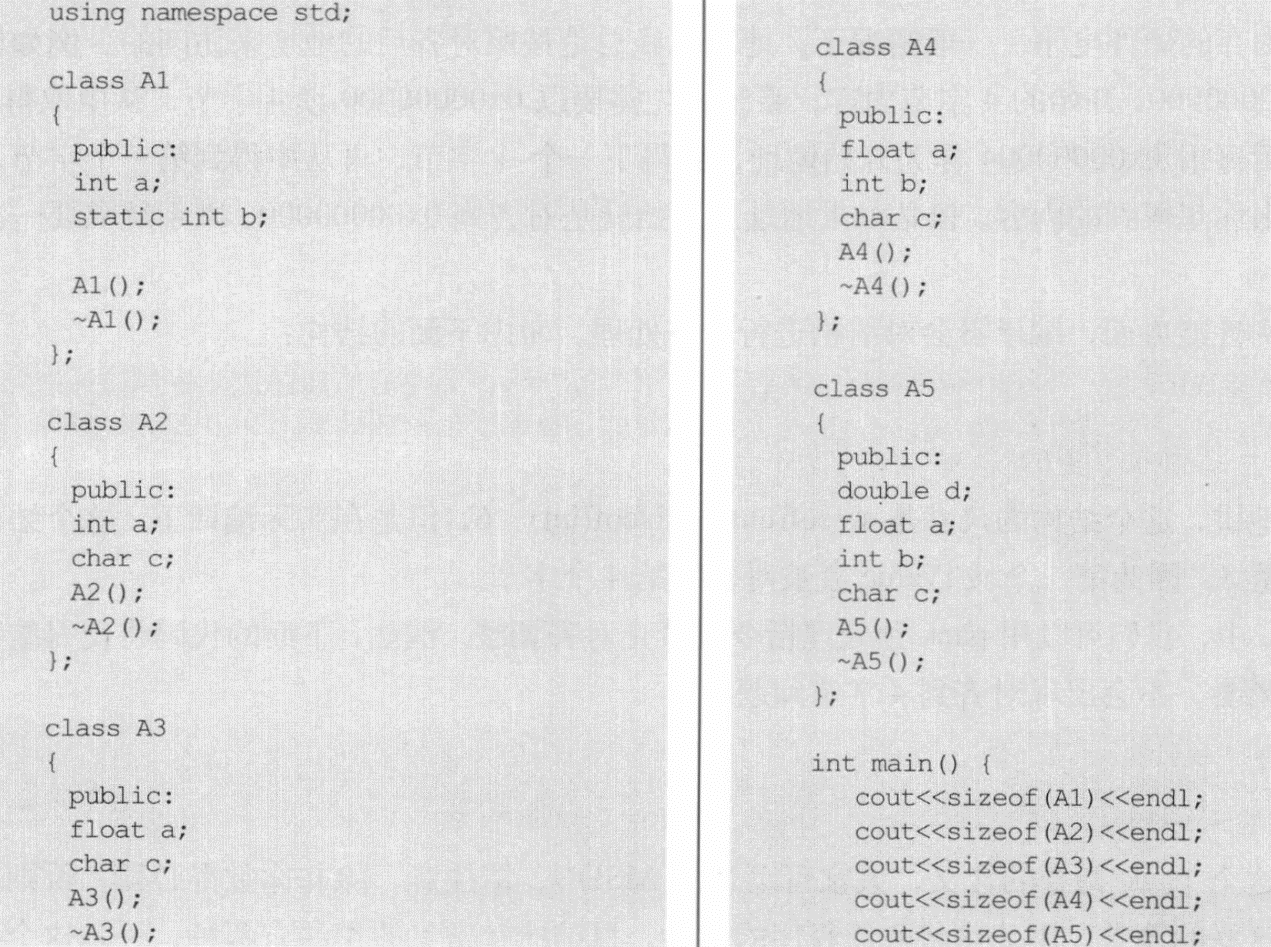 using namespace std;
class A1
{
public:
int a;
static int b;
A1();
~A1();
};
class A2
{
public:
int a;
char c;
A2();
~A2();
};
class A3
{
public:
float a;
char c;
A3();
~A3();
class A4
{
public:
float a;
int b;
char c;
A4();
~A4();
};
class A5
{
public:
double d;
float a;
int b;
char c;
A5();
~A5();
};
int main() {
cout<<sizeof(A1)<<endl;
cout<<sizeof(A2)<<endl;
cout<<sizeof(A3)<<endl;
cout<<sizeof(A4)<<endl;
cout<<sizeof(A5)<<endl;